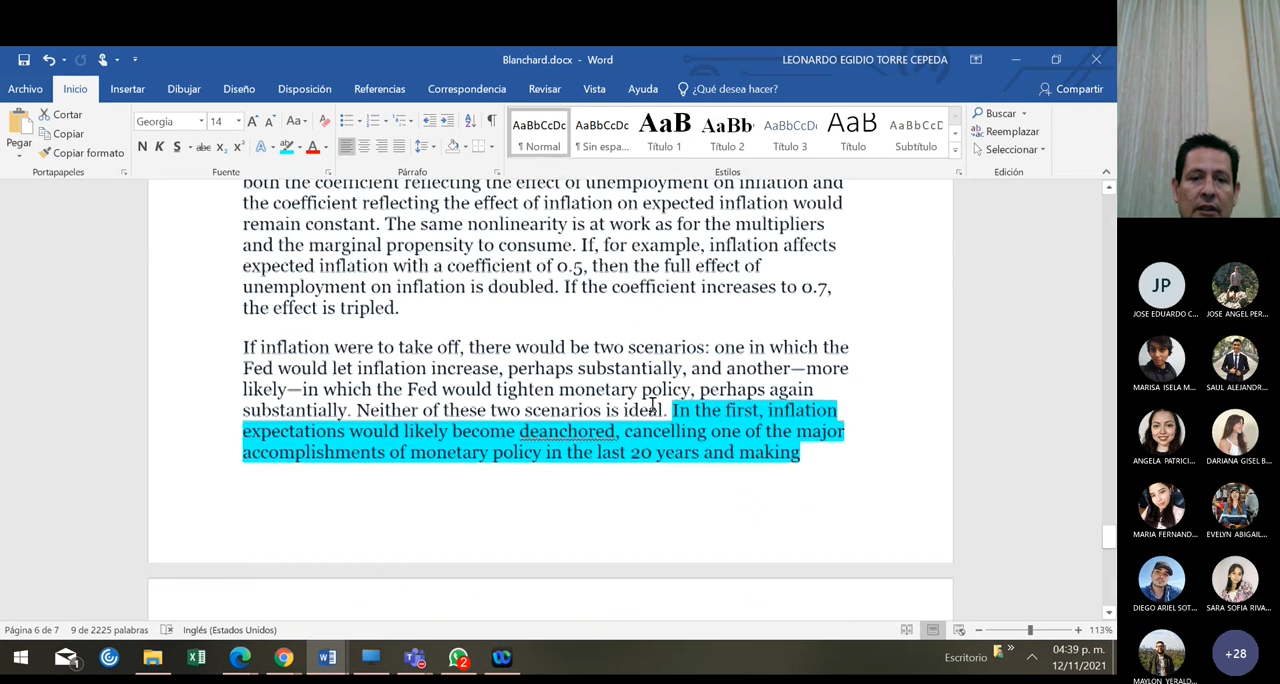 Blanchard.docx - Word
LEONARDO EGIDIO TORRE CEPEDA
Archivo Inicio Insertar Dibujar Diseño Disposición Referencias Correspondencia Revisar Vista Ayuda ¿Qué desea hacer? Compartir
Pegar
Cortar
Copiar
Copiar formato
Portapapeles
Georgia 14
Aa
N K S abc x₂ x²
Fuente
Párrafo
AaBbCcDc AaBbCcDc AaB AaBb AaBbCcDc AaB AaBbCcD
¶ Normal ¶ Sin espa... Título 1 Título 2 Título 3 Título Subtítulo
Estilos
Buscar
Reemplazar
Seleccionar
Edición
both the coefficient reflecting the effect of unemployment on inflation and
the coefficient reflecting the effect of inflation on expected inflation would
remain constant. The same nonlinearity is at work as for the multipliers
and the marginal propensity to consume. If, for example, inflation affects
expected inflation with a coefficient of 0.5, then the full effect of
unemployment on inflation is doubled. If the coefficient increases to 0.7,
the effect is tripled.
If inflation were to take off, there would be two scenarios: one in which the
Fed would let inflation increase, perhaps substantially, and another—more
likely—in which the Fed would tighten monetary policy, perhaps again
substantially. Neither of these two scenarios is ideal. In the first, inflation
expectations would likely become deanchored, cancelling one of the major
accomplishments of monetary policy in the last 20 years and making
Página 6 de 7 9 de 2225 palabras Inglés (Estados Unidos) 113%
Escritorio
04:39 p. m.
12/11/2021
JP
JOSE EDUARDO C... JOSE ANGEL PER...
MARISA ISELA M... SAUL ALEJANDR...
ANGELA PATRICI... DARIANA GISEL B...
MARIA FERNAND... EVELYN ABIGAIL...
DIEGO ARIEL SOT... SARA SOFIA RIVA...
MAYLON YERALD...
+28